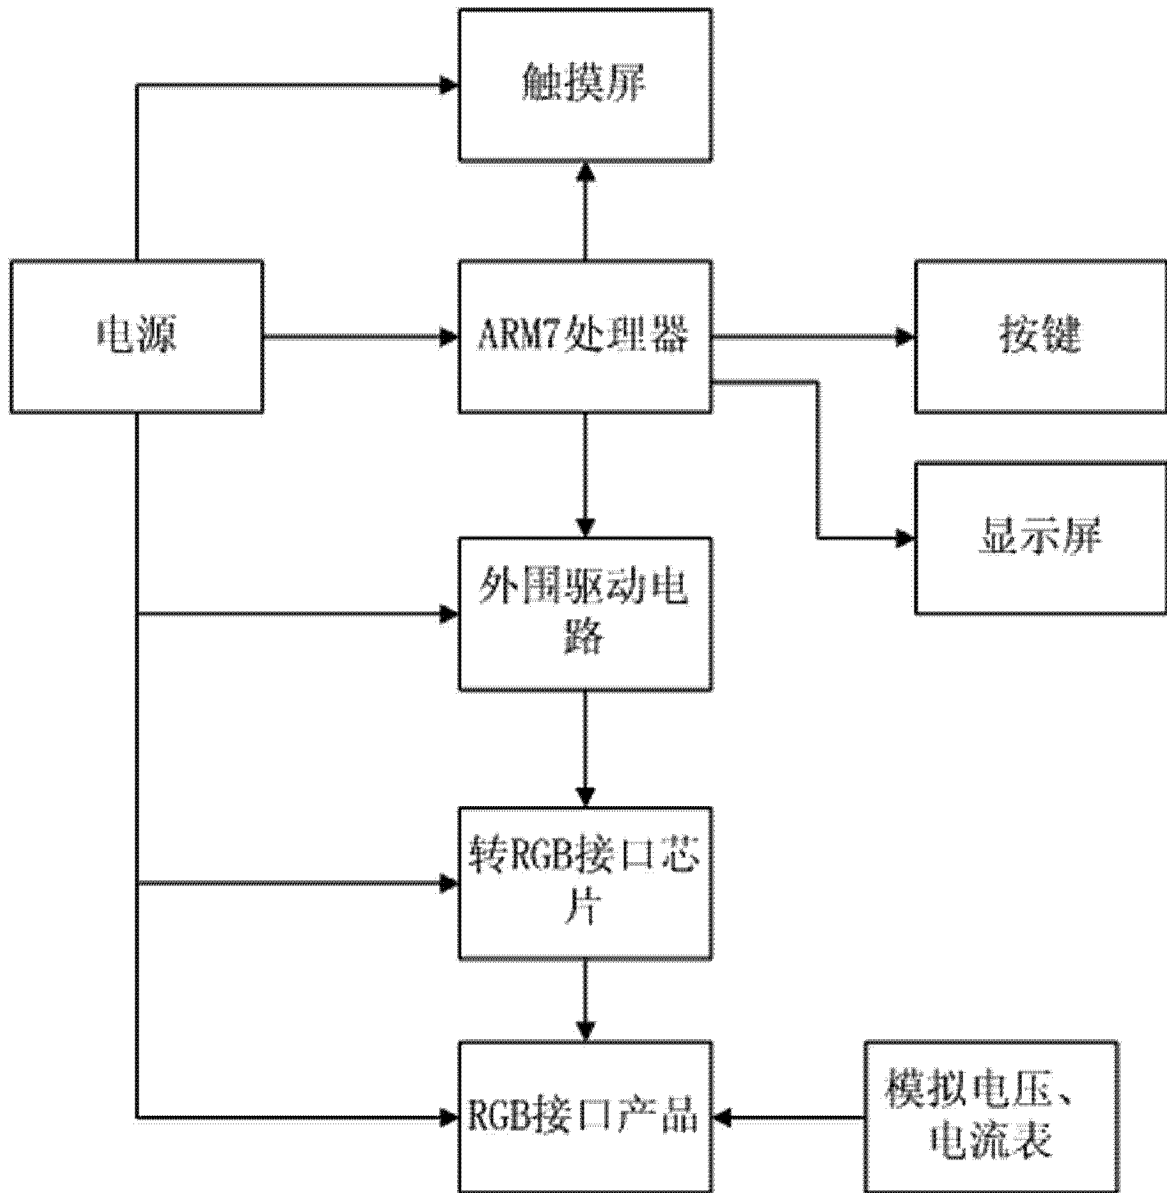 触摸屏
电源
ARM7处理器
按键
显示屏
外围驱动电
路
转RGB接口芯
片
RGB接口产品
模拟电压、
电流表